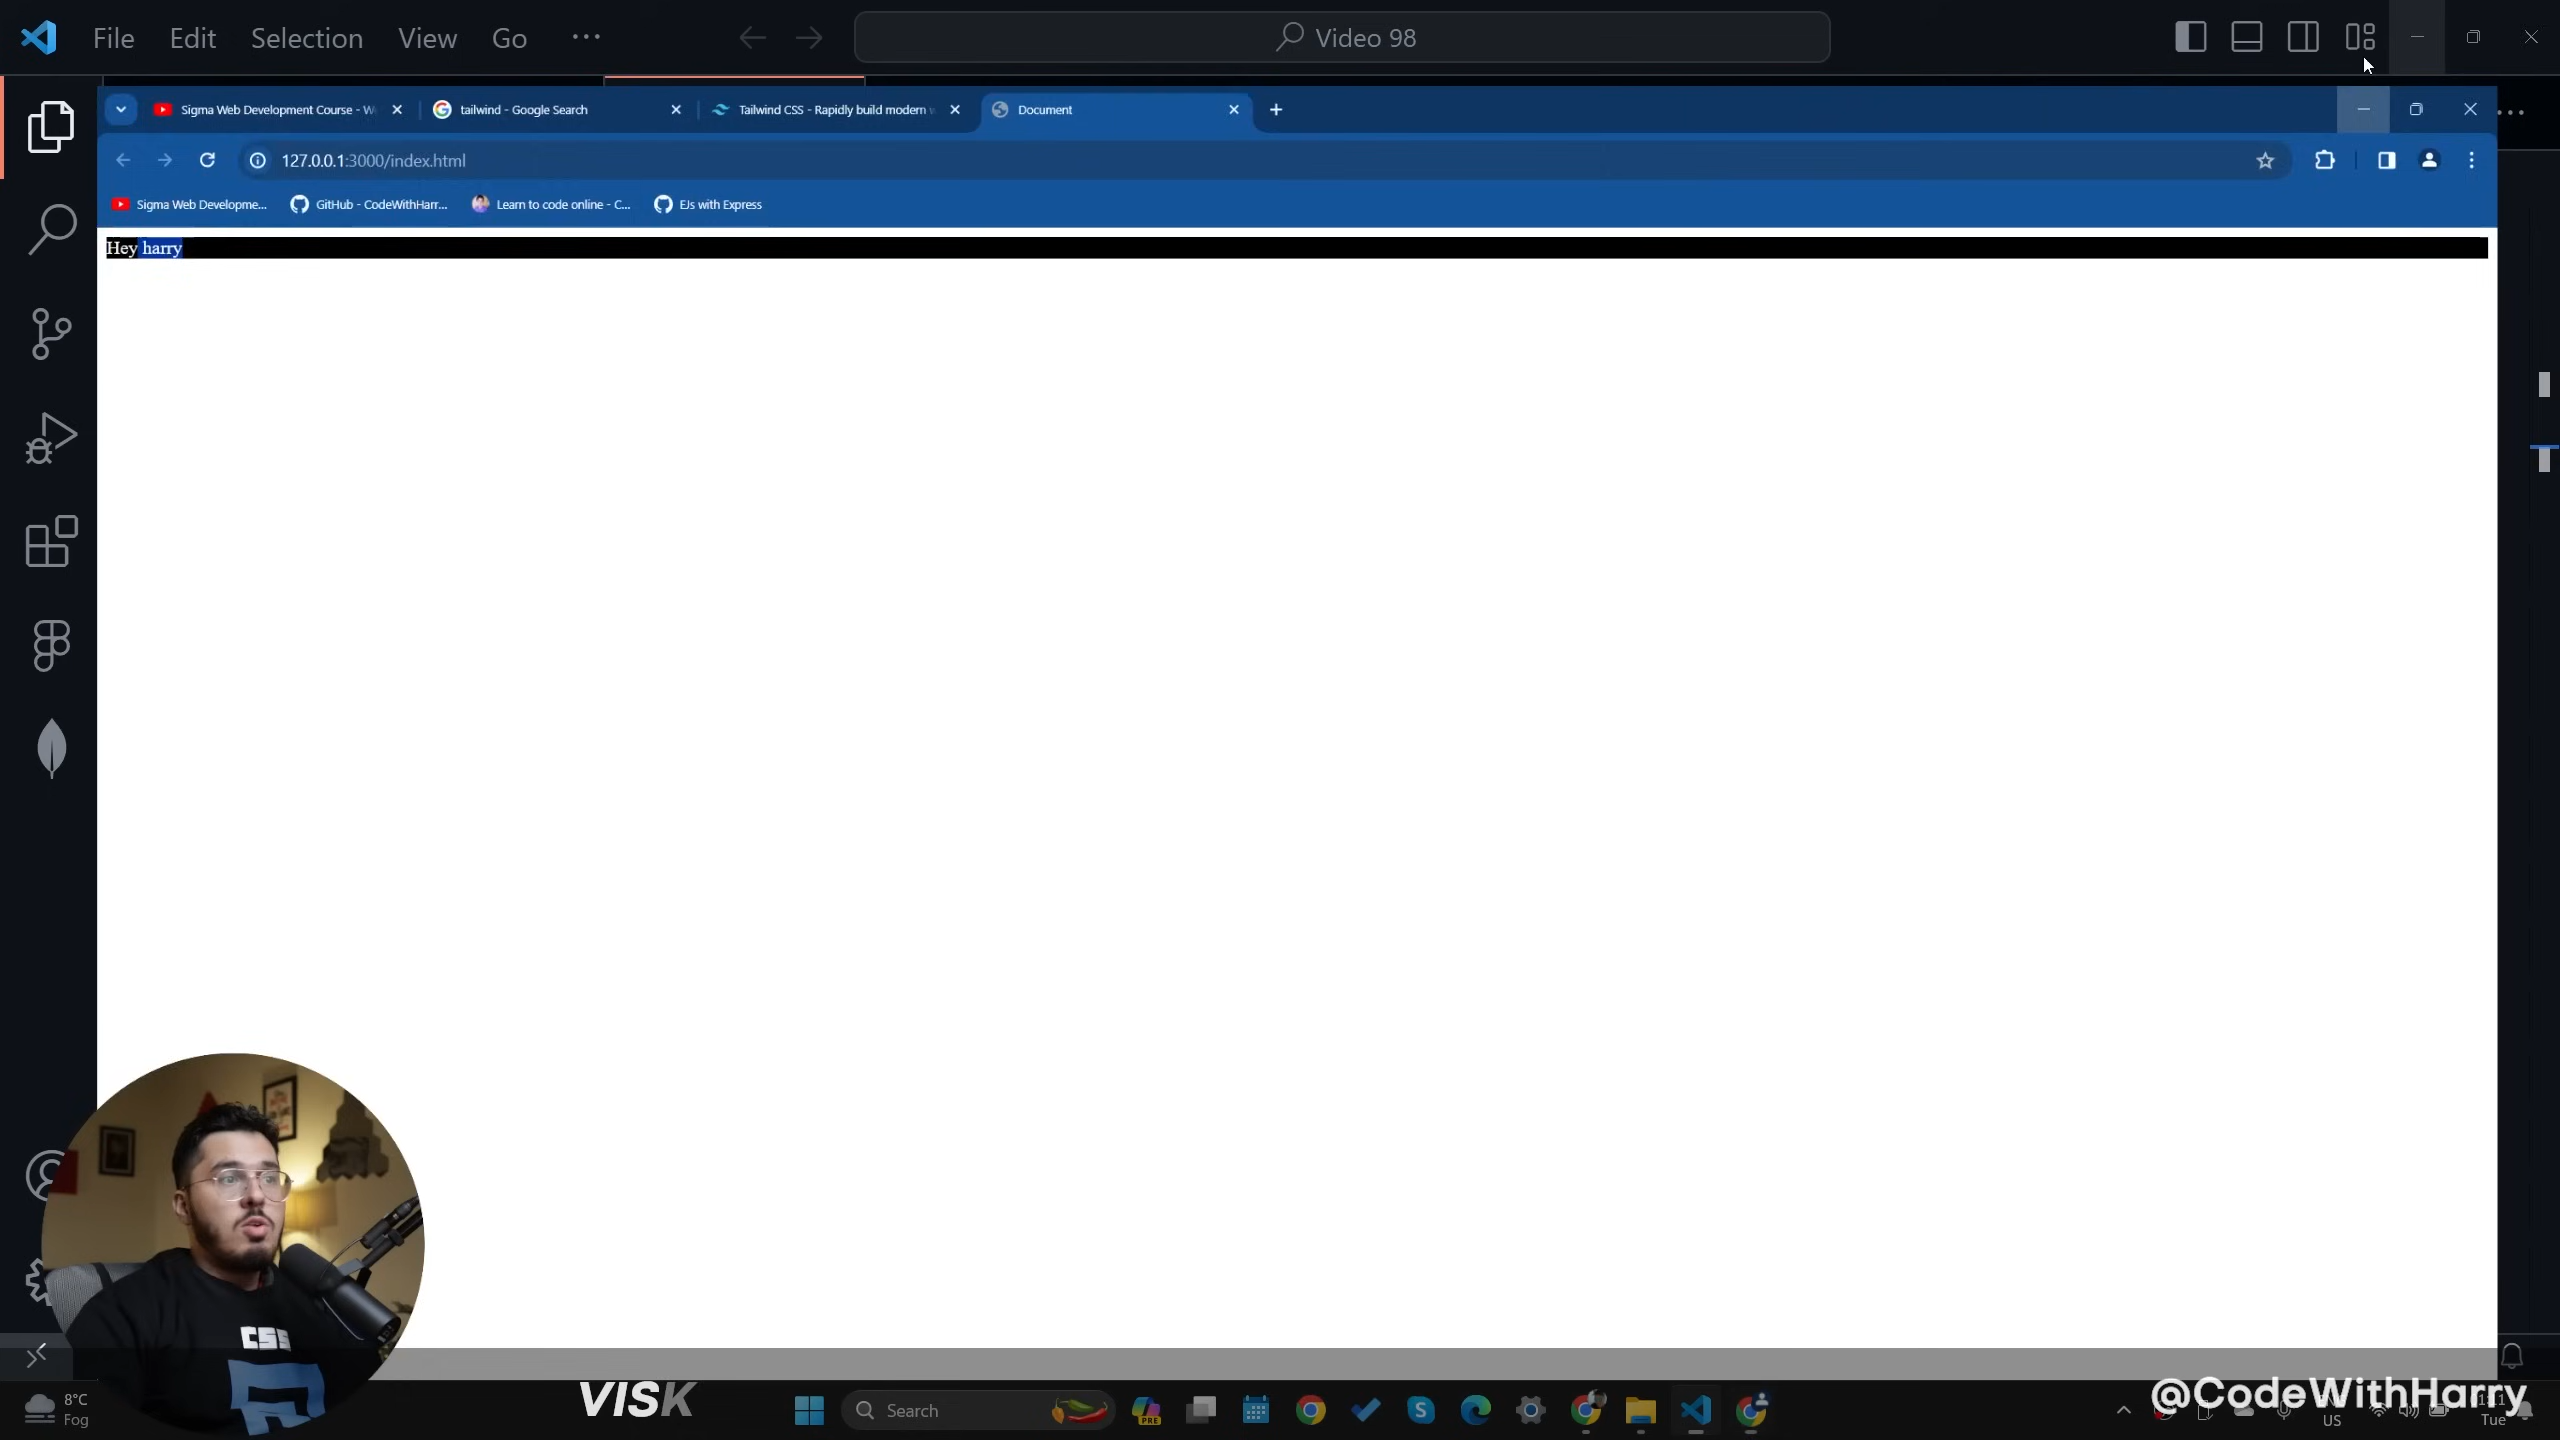 File Edit Selection View Go ...
Video 98
Sigma Web Development Course - W
tailwind - Google Search
Tailwind CSS - Rapidly build modern w
Document
127.0.0.1:3000/index.html
Sigma Web Developme...
GitHub - CodeWithHarr...
Learn to code online - C...
EJs with Express
Hey harry
CSS
8°C
Fog
VISK
Search
PRE
US
Tue
@CodeWithHarry